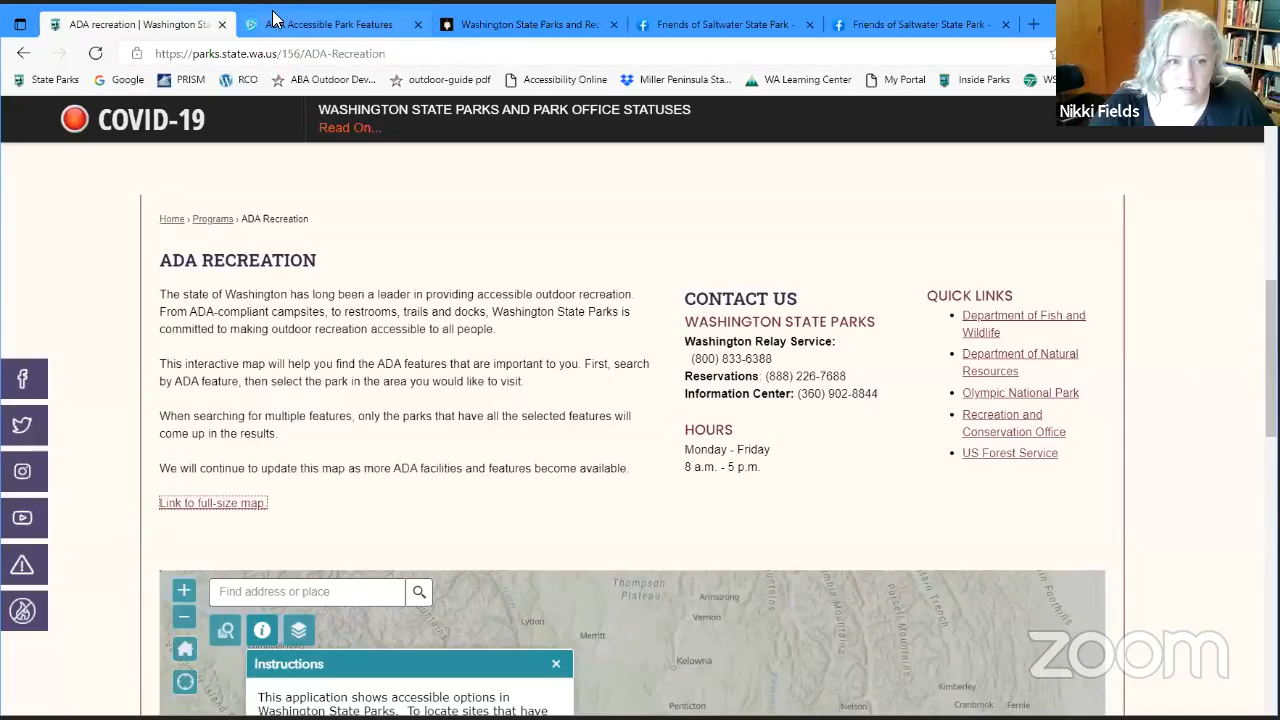 ADA recreation | Washington St
Accessible Park Features
Washington State Parks and Rec
Friends of Saltwater State Park -
Friends of Saltwater State Park -
https://parks.state.wa.us/156/ADA-Recreation
State Parks
Google
PRISM
RCO
ABA Outdoor Dev...
outdoor-guide pdf
Accessibility Online
Miller Peninsula Sta...
WA Learning Center
My Portal
Inside Parks
Nikki Fields
COVID-19
WASHINGTON STATE PARKS AND PARK OFFICE STATUSES
Read On...
Home › Programs › ADA Recreation
ADA RECREATION
The state of Washington has long been a leader in providing accessible outdoor recreation.
From ADA-compliant campsites, to restrooms, trails and docks, Washington State Parks is
committed to making outdoor recreation accessible to all people.
This interactive map will help you find the ADA features that are important to you. First, search
by ADA feature, then select the park in the area you would like to visit.
When searching for multiple features, only the parks that have all the selected features will
come up in the results.
We will continue to update this map as more ADA facilities and features become available.
Link to full-size map
CONTACT US
WASHINGTON STATE PARKS
Washington Relay Service:
(800) 833-6388
Reservations: (888) 226-7688
Information Center: (360) 902-8844
HOURS
Monday - Friday
8 a.m. - 5 p.m.
QUICK LINKS
Department of Fish and
Wildlife
Department of Natural
Resources
Olympic National Park
Recreation and
Conservation Office
US Forest Service
Find address or place
Thompson
Plateau
Armstrong
Vernon
Lytton
Merritt
Kelowna
Penticton
Nelson
Kimberley
Cranbrook
Fernie
Instructions
This application shows accessible options in
Washington State Parks. To locate sites that have
zoom